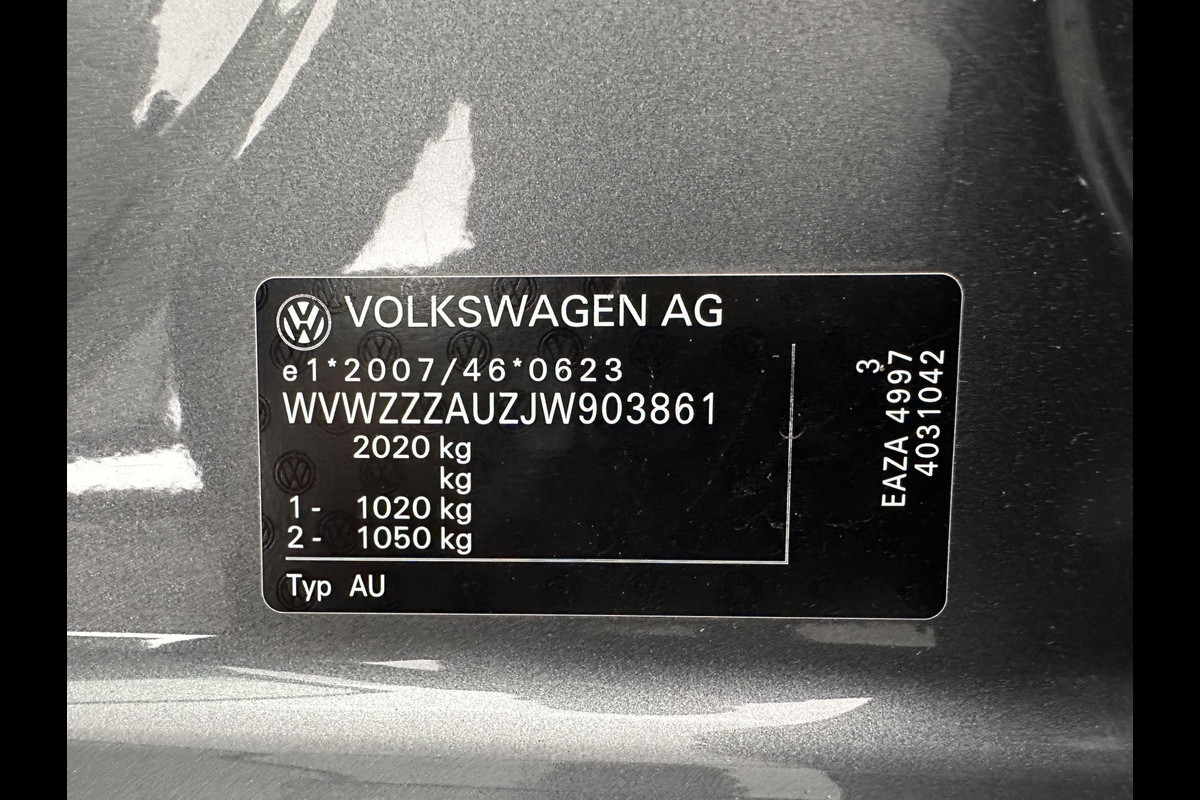 VOLKSWAGEN AG
e1*2007/46*0623
WVWZZZAUZJW903861
2020 kg
kg
1- 1020 kg
2- 1050 kg
Typ AU
3
EAZA 4997
4031042